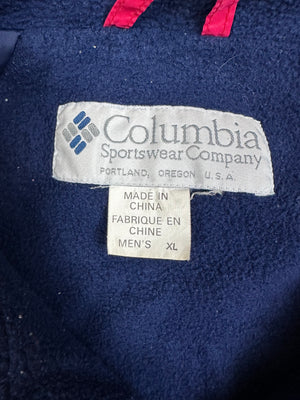 Columbia
Sportswear Company
PORTLAND, OREGON U.S.A.
MADE IN
CHINA
FABRIQUE EN
CHINE
MEN'S XL